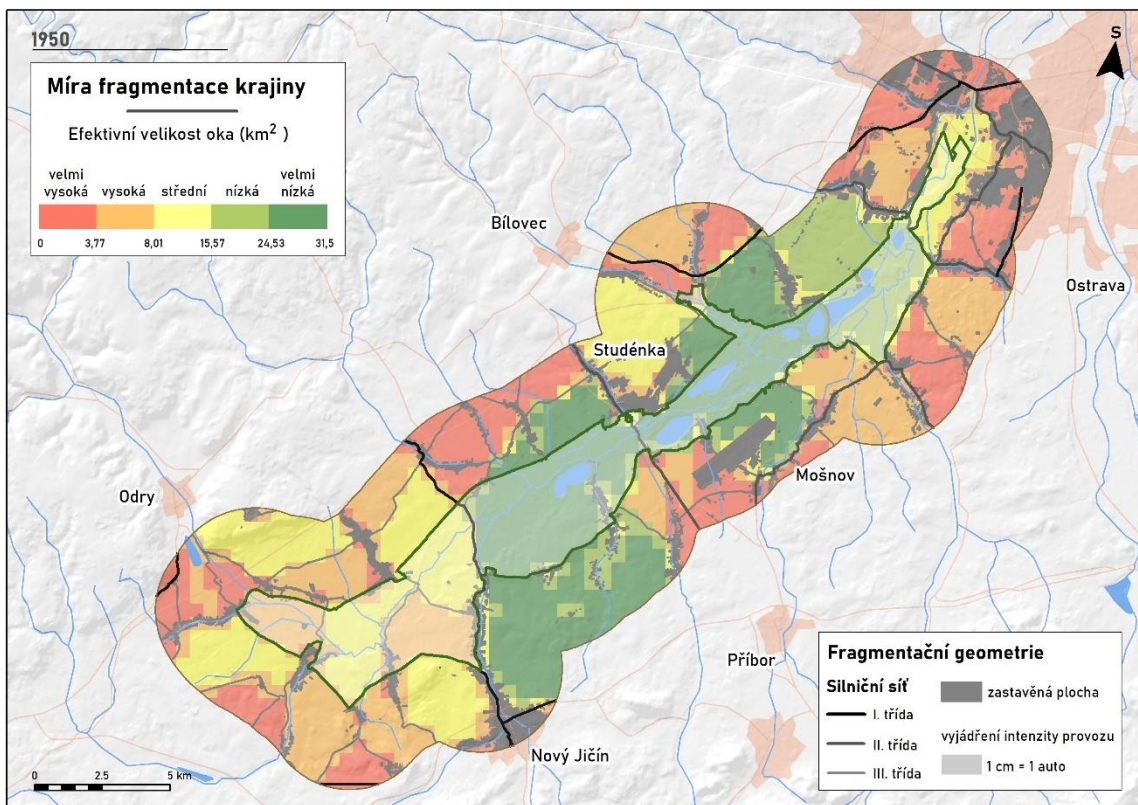 1950
Míra fragmentace krajiny
Efektivní velikost oka (km² )
velmi vysoká
vysoká
střední
nízká
velmi nízká
0 3,77 8,01 15,57 24,53 31,5
S
Bílovec
Ostrava
Studénka
Mošnov
Odry
Příbor
Nový Jičín
0 2.5 5 km
Fragmentační geometrie
Silniční síť
I. třída
II. třída
III. třída
zastavěná plocha
vyjádření intenzity provozu
1 cm = 1 auto